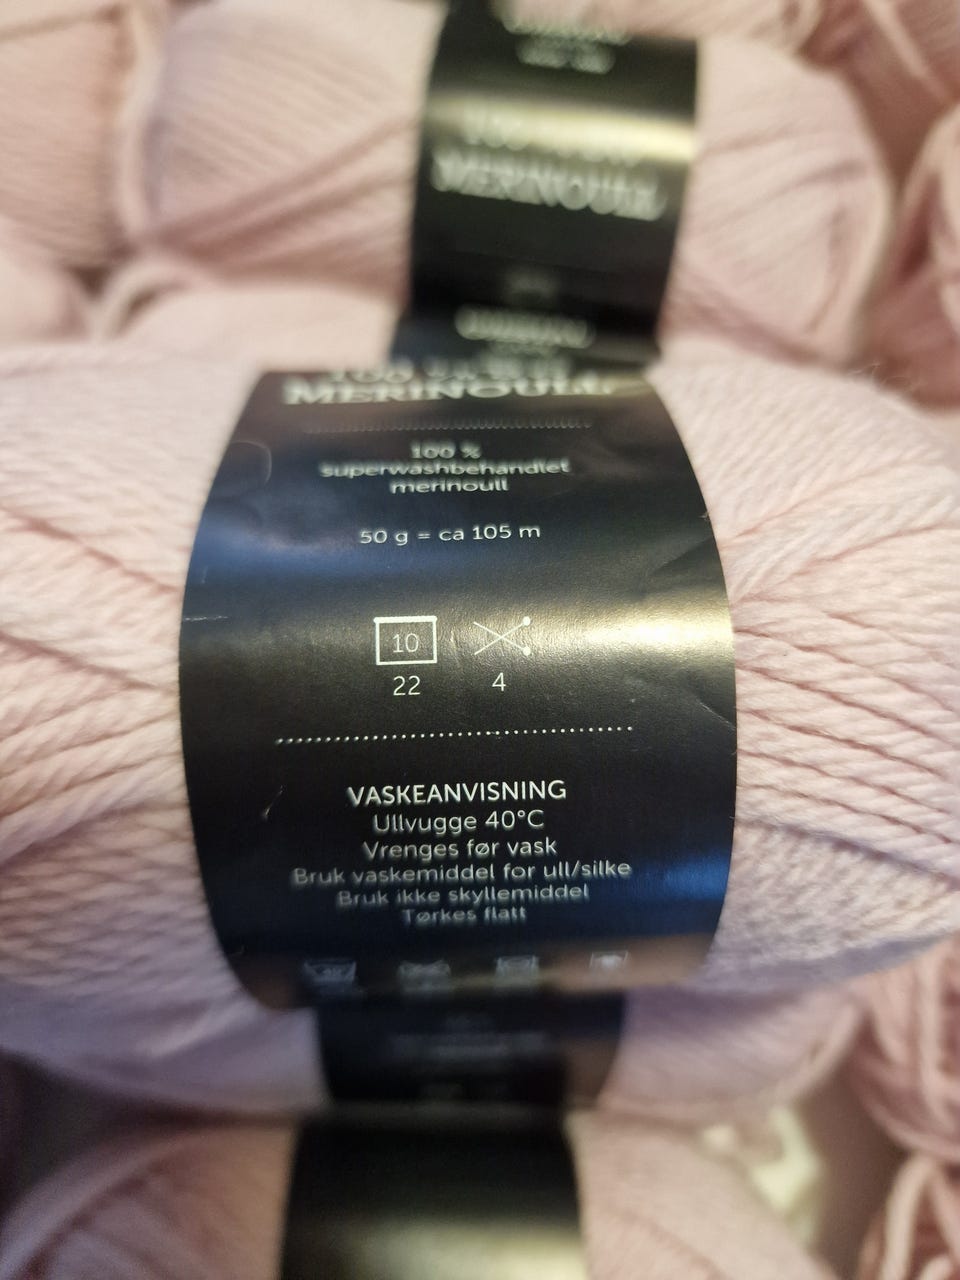 MERINOULL
MERINOULL
100 %
superwashbehandlet
merinoull
50 g = ca 105 m
10
22 4
VASKEANVISNING
Ullvugge 40°C
Vrenges før vask
Bruk vaskemiddel for ull/silke
Bruk ikke skyllemiddel
Tørkes flatt